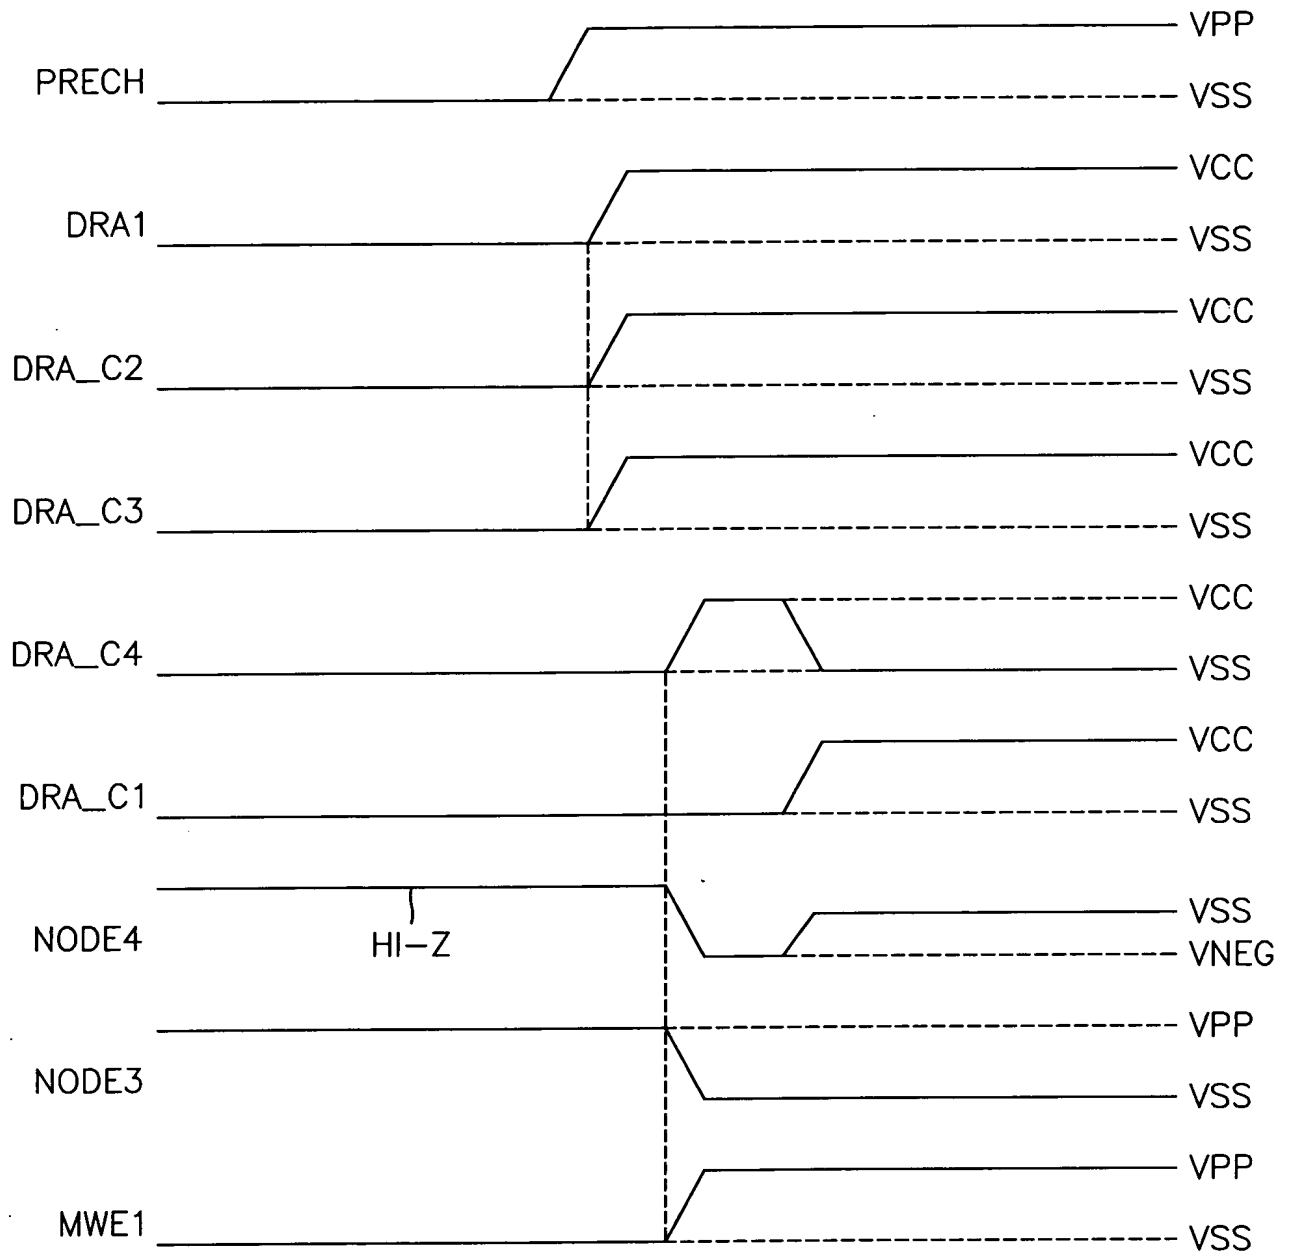 VPP
PRECH
VSS
VCC
DRA1
VSS
VCC
DRA_C2
VSS
VCC
DRA_C3
VSS
VCC
DRA_C4
VSS
VCC
DRA_C1
VSS
VSS
NODE4
HI-Z
VNEG
VPP
NODE3
VSS
VPP
MWE1
VSS